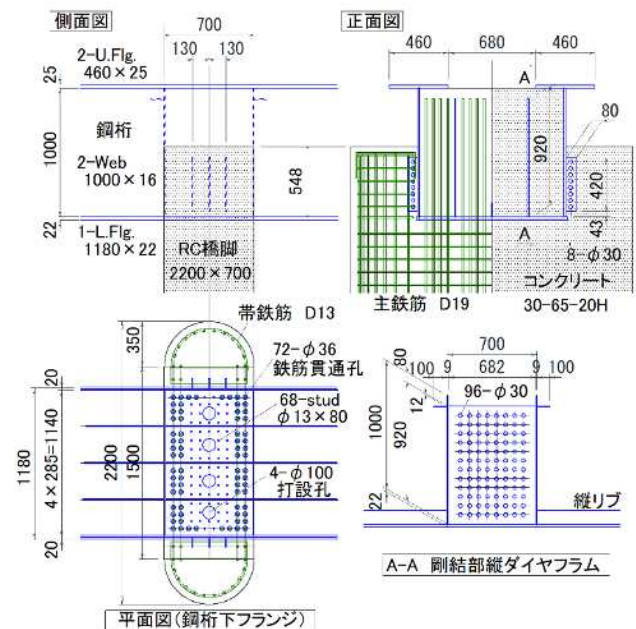 側面図
700
130
130
2-U.Flg.
460×25
25
鋼桁
1000
2-Web
1000×16
548
22
1-L.Flg.
1180×22
RC橋脚
2200×700
正面図
460
680
460
A
80
920
420
43
A
8-φ30
コンクリート
30-65-20H
主鉄筋 D19
帯鉄筋 D13
350
72-φ36
鉄筋貫通孔
20
68-stud
φ13×80
1180
4×285=1140
2200
1500
4-φ100
打設孔
20
平面図(鋼桁下フランジ)
700
80
100
9
682
9
100
96-φ30
12
1000
920
22
縦リブ
A-A 剛結部縦ダイヤフラム